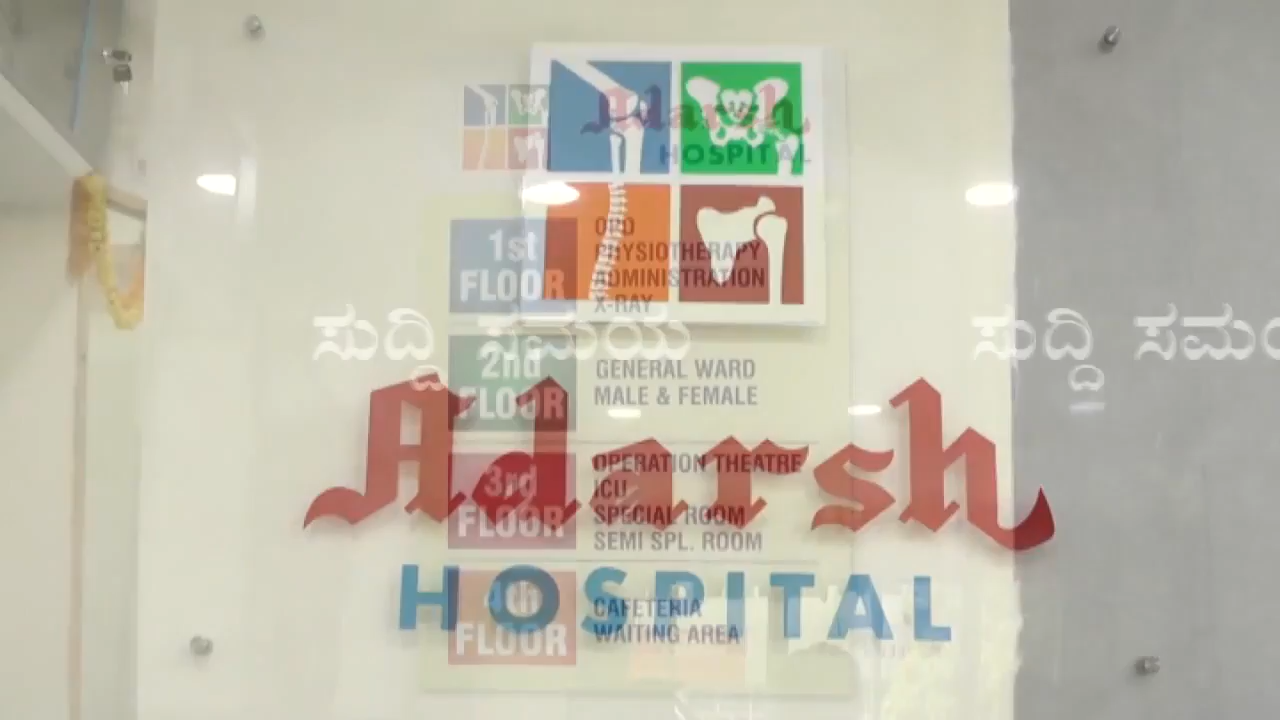 Adarsh
HOSPITAL
1st
FLOOR
OPD
PHYSIOTHERAPY
ADMINISTRATION
X-RAY
ಸುದ್ದಿ ಸಮಯ
ಸುದ್ದಿ
2nd
FLOOR
GENERAL WARD
MALE & FEMALE
Adarsh
3rd
FLOOR
OPERATION THEATRE
ICU
SPECIAL ROOM
SEMI SPL. ROOM
HOSPITAL
4th
FLOOR
CAFETERIA
WAITING AREA